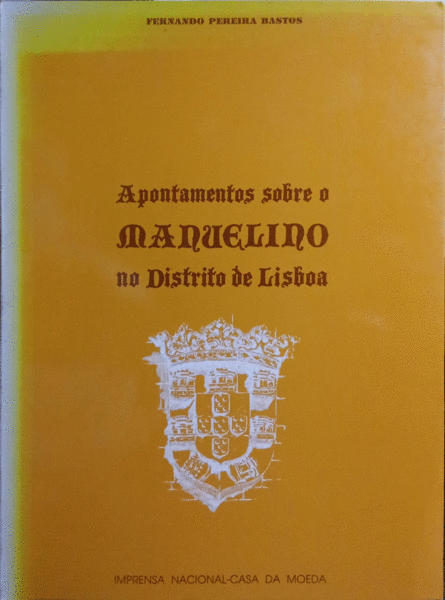 FERNANDO PEREIRA BASTOS
Apontamentos sobre o
MANUELINO
no Distrito de Lisboa
IMPRENSA NACIONAL-CASA DA MOEDA